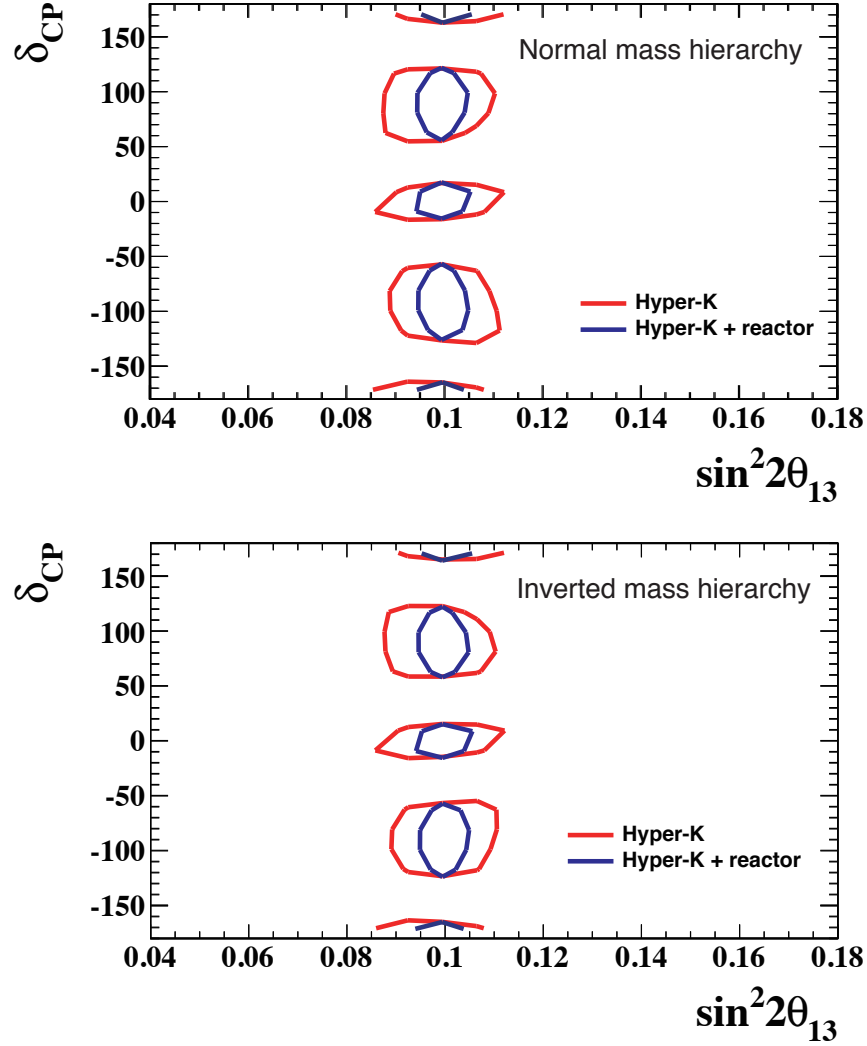 δCP
150
100
50
0
-50
-100
-150
Normal mass hierarchy
Hyper-K
Hyper-K + reactor
0.04 0.06 0.08 0.1 0.12 0.14 0.16 0.18
sin²2θ₁₃
δCP
150
100
50
0
-50
-100
-150
Inverted mass hierarchy
Hyper-K
Hyper-K + reactor
0.04 0.06 0.08 0.1 0.12 0.14 0.16 0.18
sin²2θ₁₃